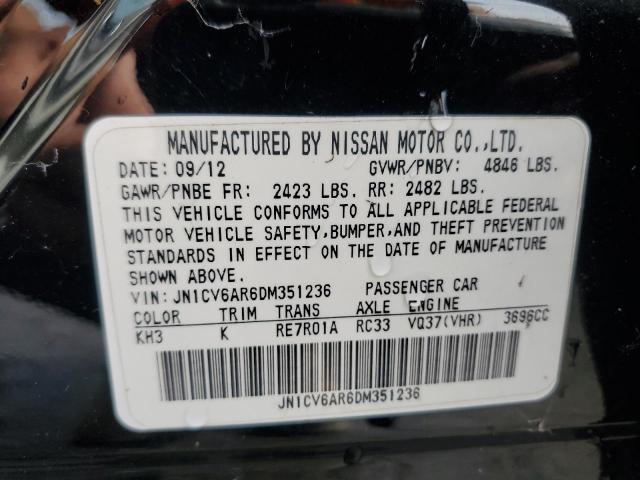 MANUFACTURED BY NISSAN MOTOR CO.,LTD.
DATE: 09/12 GVWR/PNBV: 4846 LBS.
GAWR/PNBE FR: 2423 LBS. RR: 2482 LBS.
THIS VEHICLE CONFORMS TO ALL APPLICABLE FEDERAL
MOTOR VEHICLE SAFETY,BUMPER,AND THEFT PREVENTION
STANDARDS IN EFFECT ON THE DATE OF MANUFACTURE
SHOWN ABOVE.
VIN: JN1CV6AR6DM351236 PASSENGER CAR
COLOR TRIM TRANS AXLE ENGINE
KH3 K RE7R01A RC33 VQ37(VHR) 3696CC
JN1CV6AR6DM351236